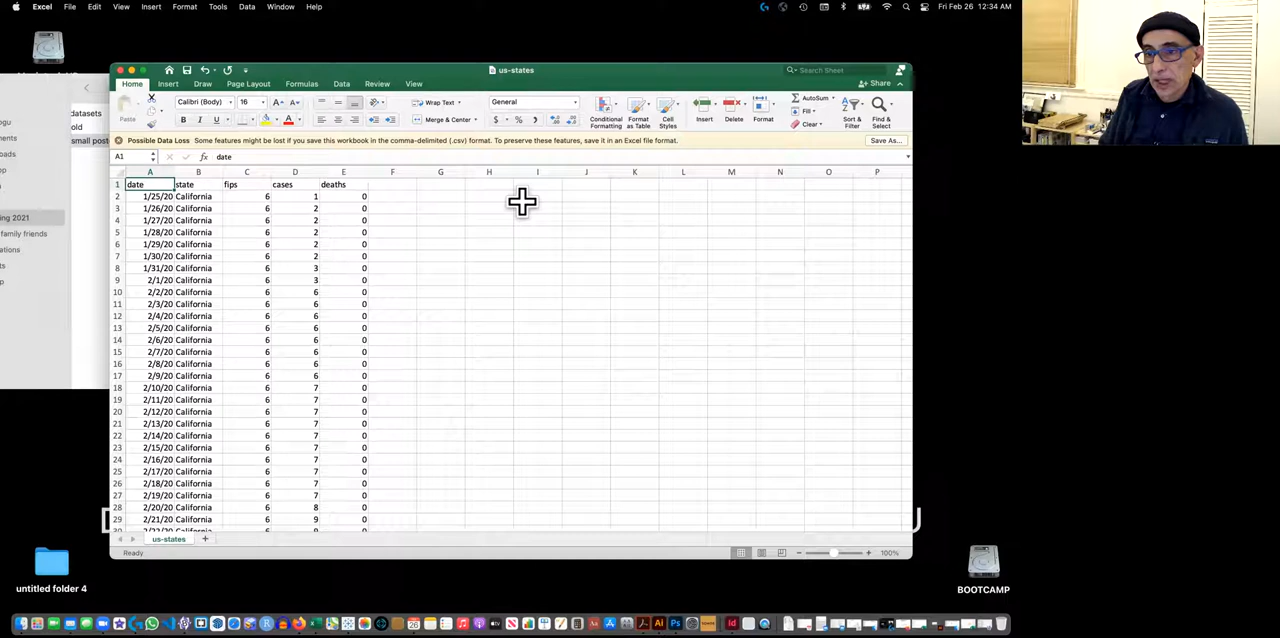 Excel File Edit View Insert Format Tools Data Window Help Fri Feb 26 12:34 AM
us-states Search Sheet
Home Insert Draw Page Layout Formulas Data Review View Share
Paste Calibri (Body) 16 Wrap Text General Conditional Formatting Format as Table Cell Styles Insert Delete Format AutoSum Fill Clear Sort & Filter Find & Select
B I U Merge & Center
Possible Data Loss Some features might be lost if you save this workbook in the comma-delimited (.csv) format. To preserve these features, save it in an Excel file format. Save As...
A1 fx date
A B C D E F G H I J K L M N O P
1 date state fips cases deaths
2 1/25/20 California 6 1 0
3 1/26/20 California 6 2 0
4 1/27/20 California 6 2 0
5 1/28/20 California 6 2 0
6 1/29/20 California 6 2 0
7 1/30/20 California 6 2 0
8 1/31/20 California 6 3 0
9 2/1/20 California 6 3 0
10 2/2/20 California 6 6 0
11 2/3/20 California 6 6 0
12 2/4/20 California 6 6 0
13 2/5/20 California 6 6 0
14 2/6/20 California 6 6 0
15 2/7/20 California 6 6 0
16 2/8/20 California 6 6 0
17 2/9/20 California 6 6 0
18 2/10/20 California 6 7 0
19 2/11/20 California 6 7 0
20 2/12/20 California 6 7 0
21 2/13/20 California 6 7 0
22 2/14/20 California 6 7 0
23 2/15/20 California 6 7 0
24 2/16/20 California 6 7 0
25 2/17/20 California 6 7 0
26 2/18/20 California 6 7 0
27 2/19/20 California 6 7 0
28 2/20/20 California 6 8 0
29 2/21/20 California 6 9 0
us-states
Ready 100%
datasets
old
small post
ing 2021
family friends
untitled folder 4
BOOTCAMP